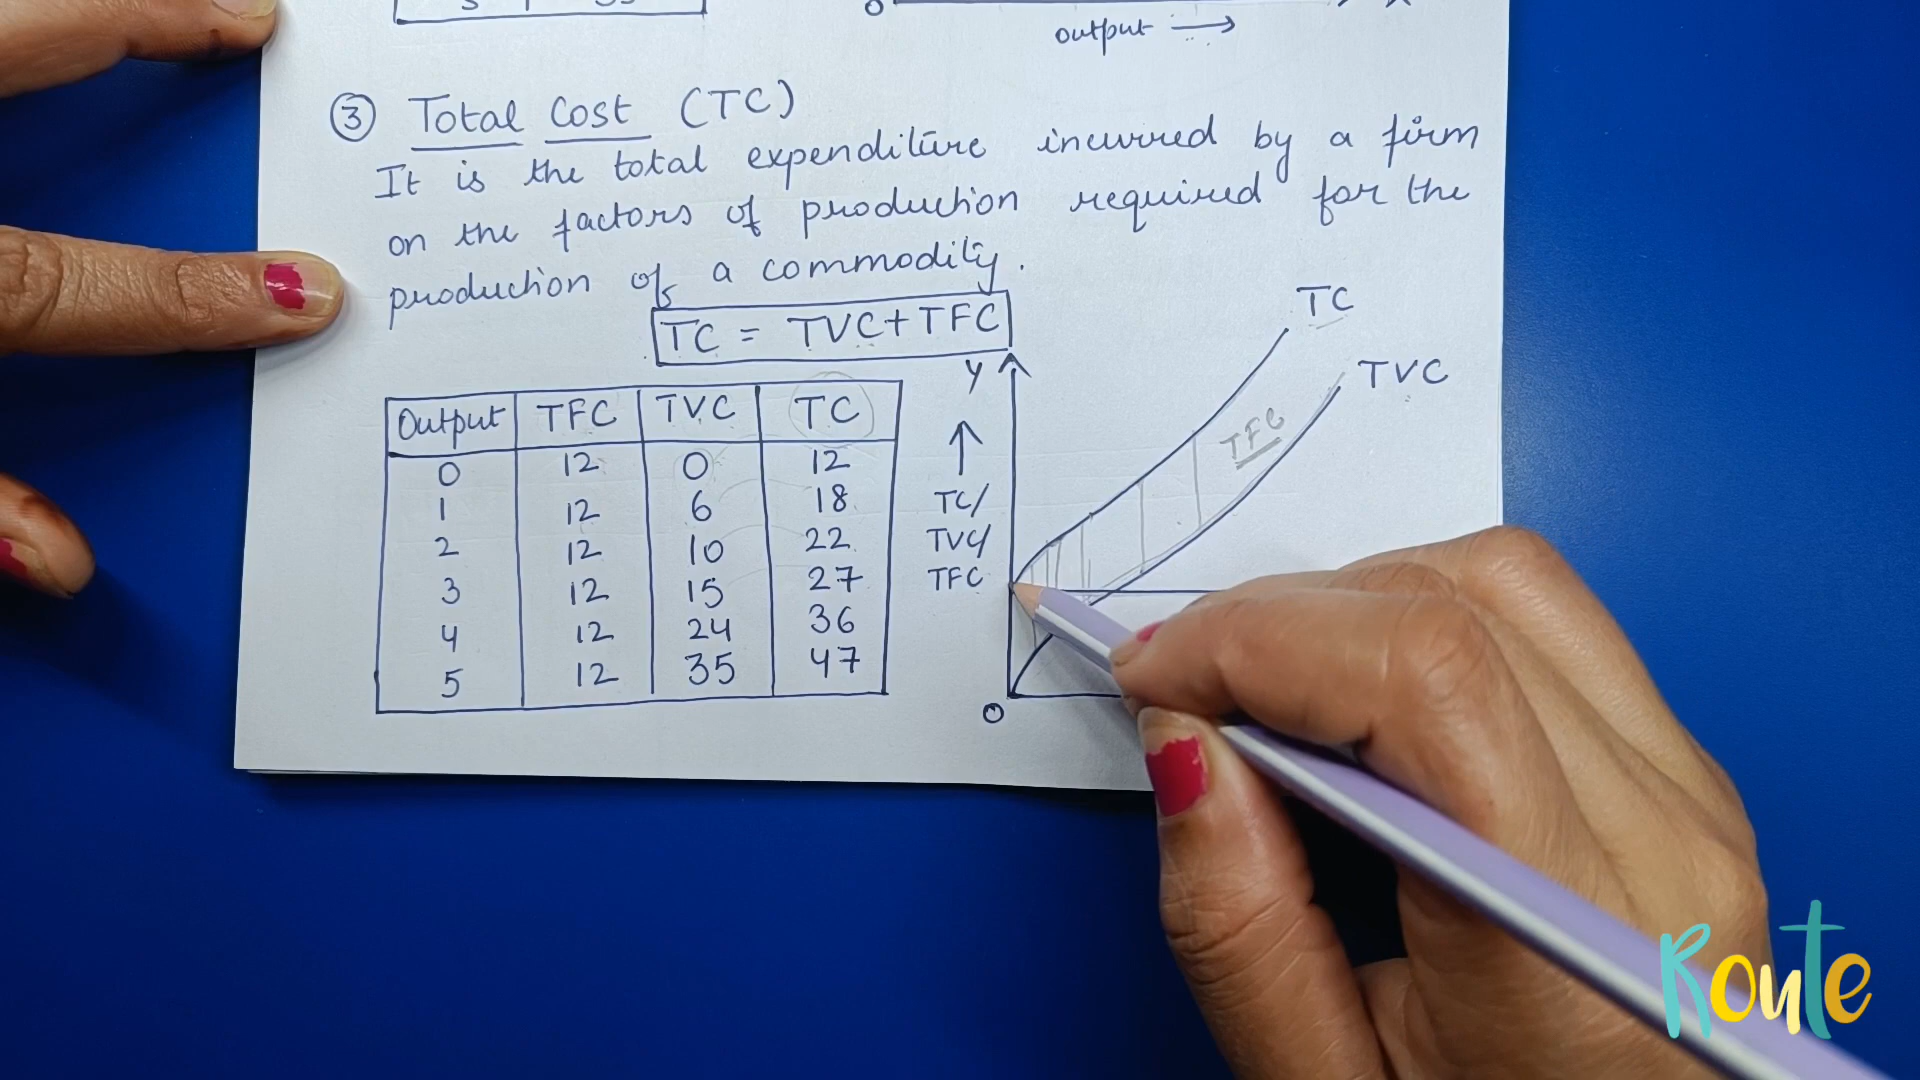 output →
③ Total Cost (TC)
It is the total expenditure incurred by a firm
on the factors of production required for the
production of a commodity.
TC = TVC + TFC
Output TFC TVC TC
0 12 0 12
1 12 6 18
2 12 10 22
3 12 15 27
4 12 24 36
5 12 35 47
Y
↑
TC/
TVC/
TFC
TC
TVC
TFC
O
Route